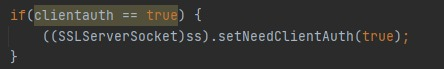 if(clientauth == true) {
    ((SSLServerSocket)ss).setNeedClientAuth(true);
}